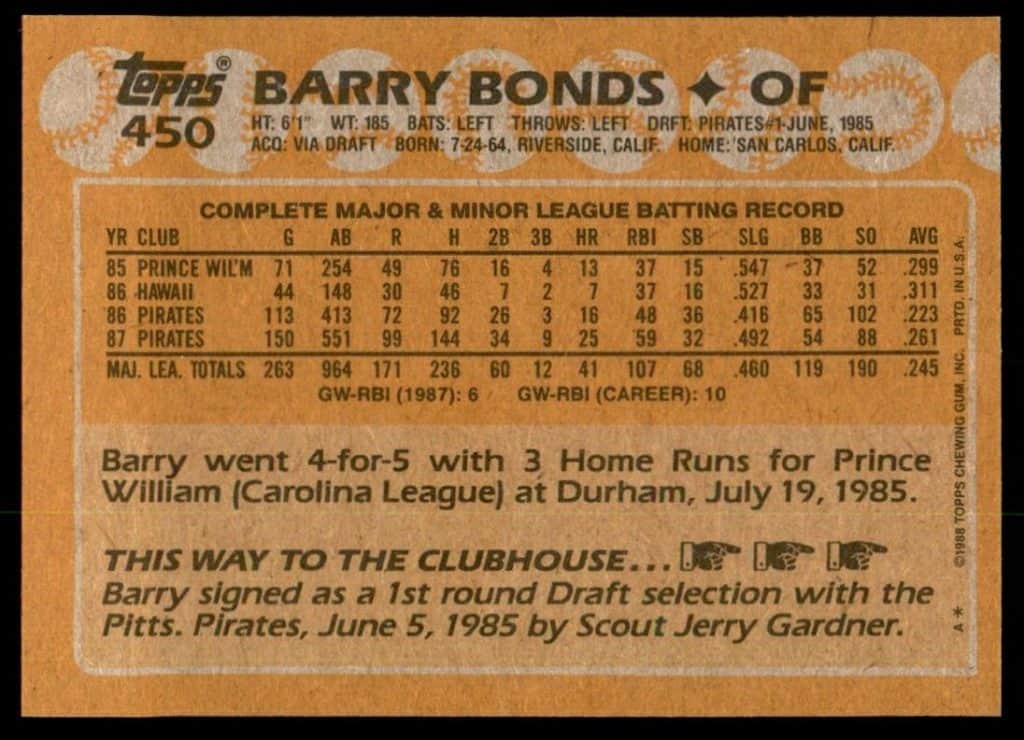 Topps®
450
BARRY BONDS ✦ OF
HT: 6'1" WT: 185 BATS: LEFT THROWS: LEFT DRFT: PIRATES#1-JUNE, 1985
ACQ: VIA DRAFT BORN: 7-24-64, RIVERSIDE, CALIF. HOME: SAN CARLOS, CALIF.
COMPLETE MAJOR & MINOR LEAGUE BATTING RECORD
YR CLUB G AB R H 2B 3B HR RBI SB SLG BB SO AVG
85 PRINCE WIL'M 71 254 49 76 16 4 13 37 15 .547 37 52 .299
86 HAWAII 44 148 30 46 7 2 7 37 16 .527 33 31 .311
86 PIRATES 113 413 72 92 26 3 16 48 36 .416 65 102 .223
87 PIRATES 150 551 99 144 34 9 25 59 32 .492 54 88 .261
MAJ. LEA. TOTALS 263 964 171 236 60 12 41 107 68 .460 119 190 .245
GW-RBI (1987): 6 GW-RBI (CAREER): 10
Barry went 4-for-5 with 3 Home Runs for Prince
William (Carolina League) at Durham, July 19, 1985.
THIS WAY TO THE CLUBHOUSE...
Barry signed as a 1st round Draft selection with the
Pitts. Pirates, June 5, 1985 by Scout Jerry Gardner.
A* ©1988 TOPPS CHEWING GUM, INC. PRTD. IN U.S.A.